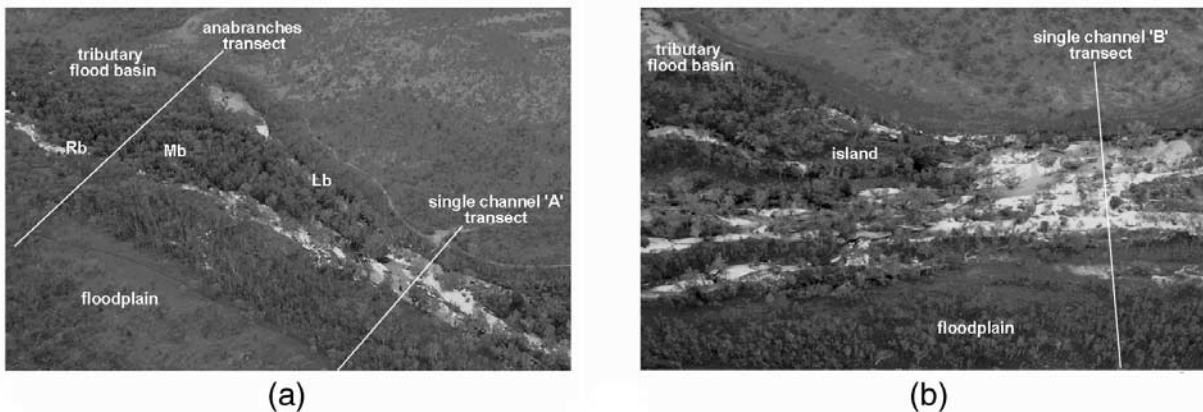 anabranches
transect
tributary
flood basin
Rb
Mb
Lb
single channel 'A'
transect
floodplain
(a)
tributary
flood basin
single channel 'B'
transect
island
floodplain
(b)